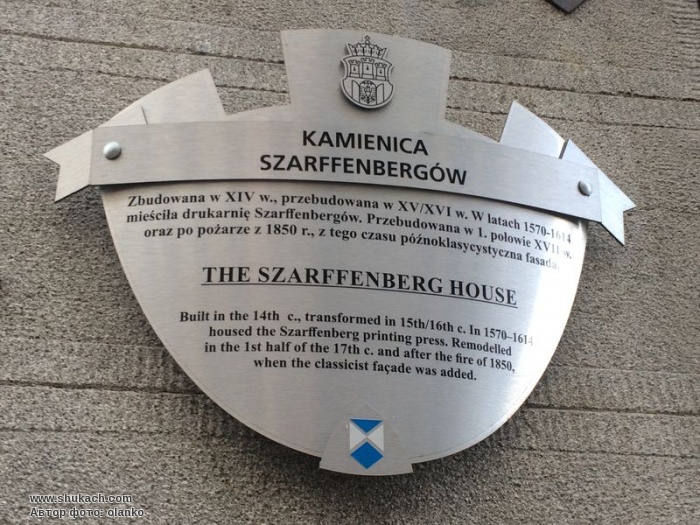 KAMIENICA
SZARFFENBERGÓW
Zbudowana w XIV w., przebudowana w XV/XVI w. W latach 1570-1614
mieściła drukarnię Szarffenbergów. Przebudowana w 1. połowie XVII w.
oraz po pożarze z 1850 r., z tego czasu późnoklasycystyczna fasada.
THE SZARFFENBERG HOUSE
Built in the 14th c., transformed in 15th/16th c. In 1570–1614
housed the Szarffenberg printing press. Remodelled
in the 1st half of the 17th c. and after the fire of 1850,
when the classicist façade was added.
www.shukach.com
Автор фото: olanko